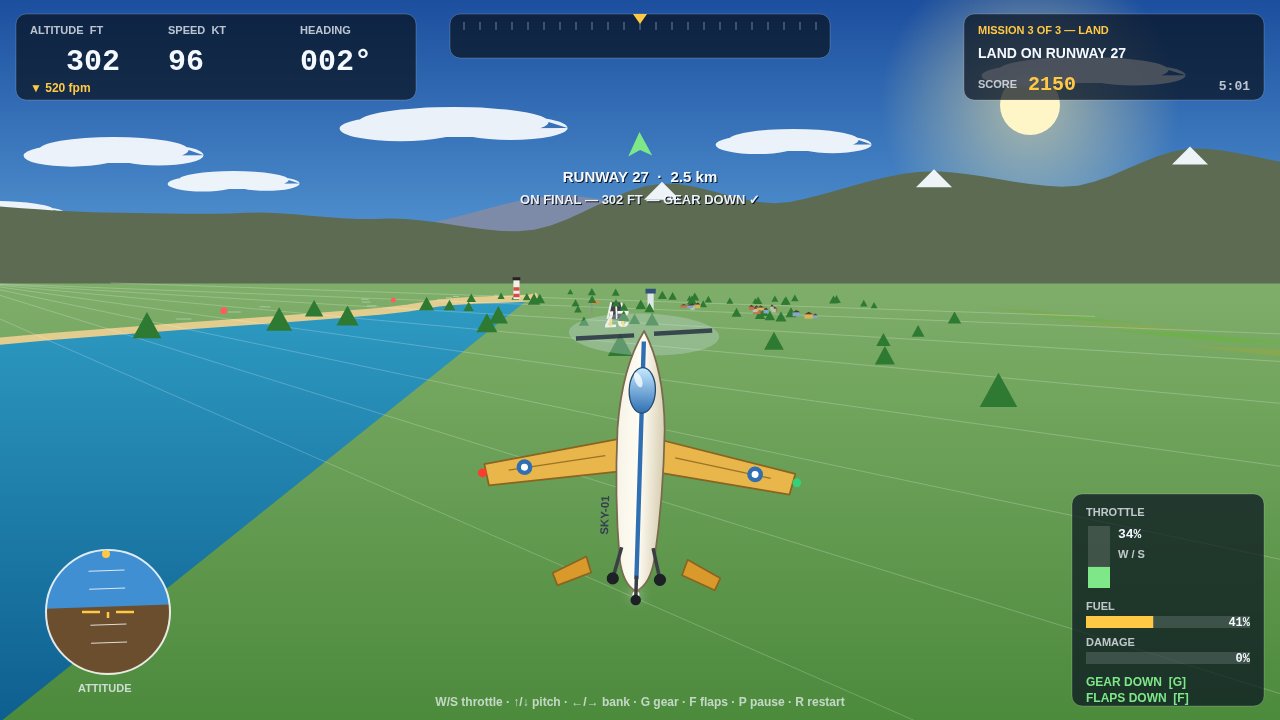 ALTITUDE FT
302
▼ 520 fpm
SPEED KT
96
HEADING
002°
MISSION 3 OF 3 — LAND
LAND ON RUNWAY 27
SCORE 2150
5:01
RUNWAY 27 · 2.5 km
ON FINAL — 302 FT — GEAR DOWN ✓
SKY-01
ATTITUDE
THROTTLE
34%
W / S
FUEL
41%
DAMAGE
0%
GEAR DOWN [G]
FLAPS DOWN [F]
W/S throttle · ↑/↓ pitch · ←/→ bank · G gear · F flaps · P pause · R restart